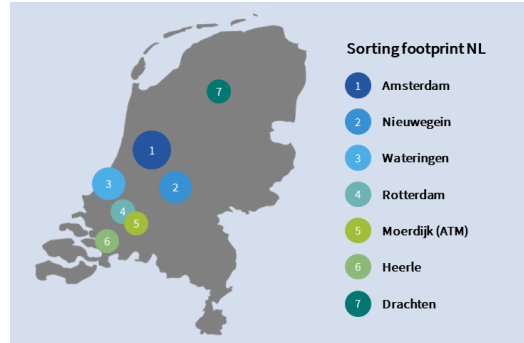 Sorting footprint NL
1 Amsterdam
2 Nieuwegein
3 Wateringen
4 Rotterdam
5 Moerdijk (ATM)
6 Heerle
7 Drachten
7
1
3
2
4
5
6